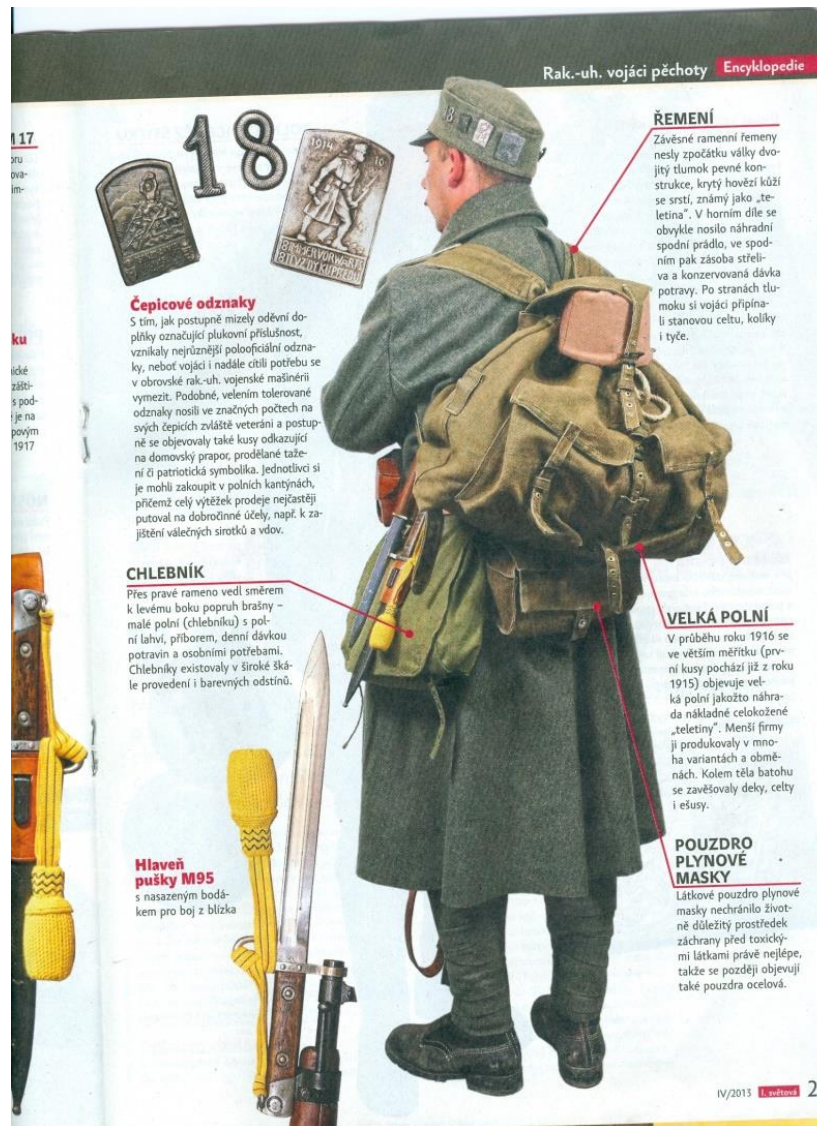 Rak.-uh. vojáci pěchoty Encyklopedie
17
ku
s pod-
je na
povým
1917
18
1914 16
18 IMMER VORWÄRTS
BIL VŽDY KUPŘEDU
Čepicové odznaky
S tím, jak postupně mizely oděvní do-
plňky označující plukovní příslušnost,
vznikaly nejrůznější polooficiální odzna-
ky, neboť vojáci i nadále cítili potřebu se
v obrovské rak.-uh. vojenské mašinérii
vymezit. Podobné, velením tolerované
odznaky nosili ve značných počtech na
svých čepicích zvláště veteráni a postup-
ně se objevovaly také kusy odkazující
na domovský prapor, prodělané taže-
ní či patriotická symbolika. Jednotlivci si
je mohli zakoupit v polních kantýnách,
přičemž celý výtěžek prodeje nejčastěji
putoval na dobročinné účely, např. k za-
jištění válečných sirotků a vdov.
CHLEBNÍK
Přes pravé rameno vedl směrem
k levému boku popruh brašny –
malé polní (chlebníku) s pol-
ní lahví, příborem, denní dávkou
potravin a osobními potřebami.
Chlebníky existovaly v široké šká-
le provedení i barevných odstínů.
Hlaveň
pušky M95
s nasazeným bodá-
kem pro boj z blízka
ŘEMENÍ
Závěsné ramenní řemeny
nesly zpočátku války dvo-
jitý tlumok pevné kon-
strukce, krytý hovězí kůží
se srstí, známý jako „te-
letina“. V horním díle se
obvykle nosilo náhradní
spodní prádlo, ve spod-
ním pak zásoba střeli-
va a konzervovaná dávka
potravy. Po stranách tlu-
moku si vojáci připína-
li stanovou celtu, kolíky
i tyče.
VELKÁ POLNÍ
V průběhu roku 1916 se
ve větším měřítku (prv-
ní kusy pochází již z roku
1915) objevuje vel-
ká polní jakožto náhra-
da nákladné celokožené
„teletiny“. Menší firmy
ji produkovaly v mno-
ha variantách a obmě-
nách. Kolem těla batohu
se zavěšovaly deky, celty
i ešusy.
POUZDRO
PLYNOVÉ
MASKY
Látkové pouzdro plynové
masky nechránilo život-
ně důležitý prostředek
záchrany před toxický-
mi látkami právě nejlépe,
takže se později objevují
také pouzdra ocelová.
IV/2013 I. světová 2